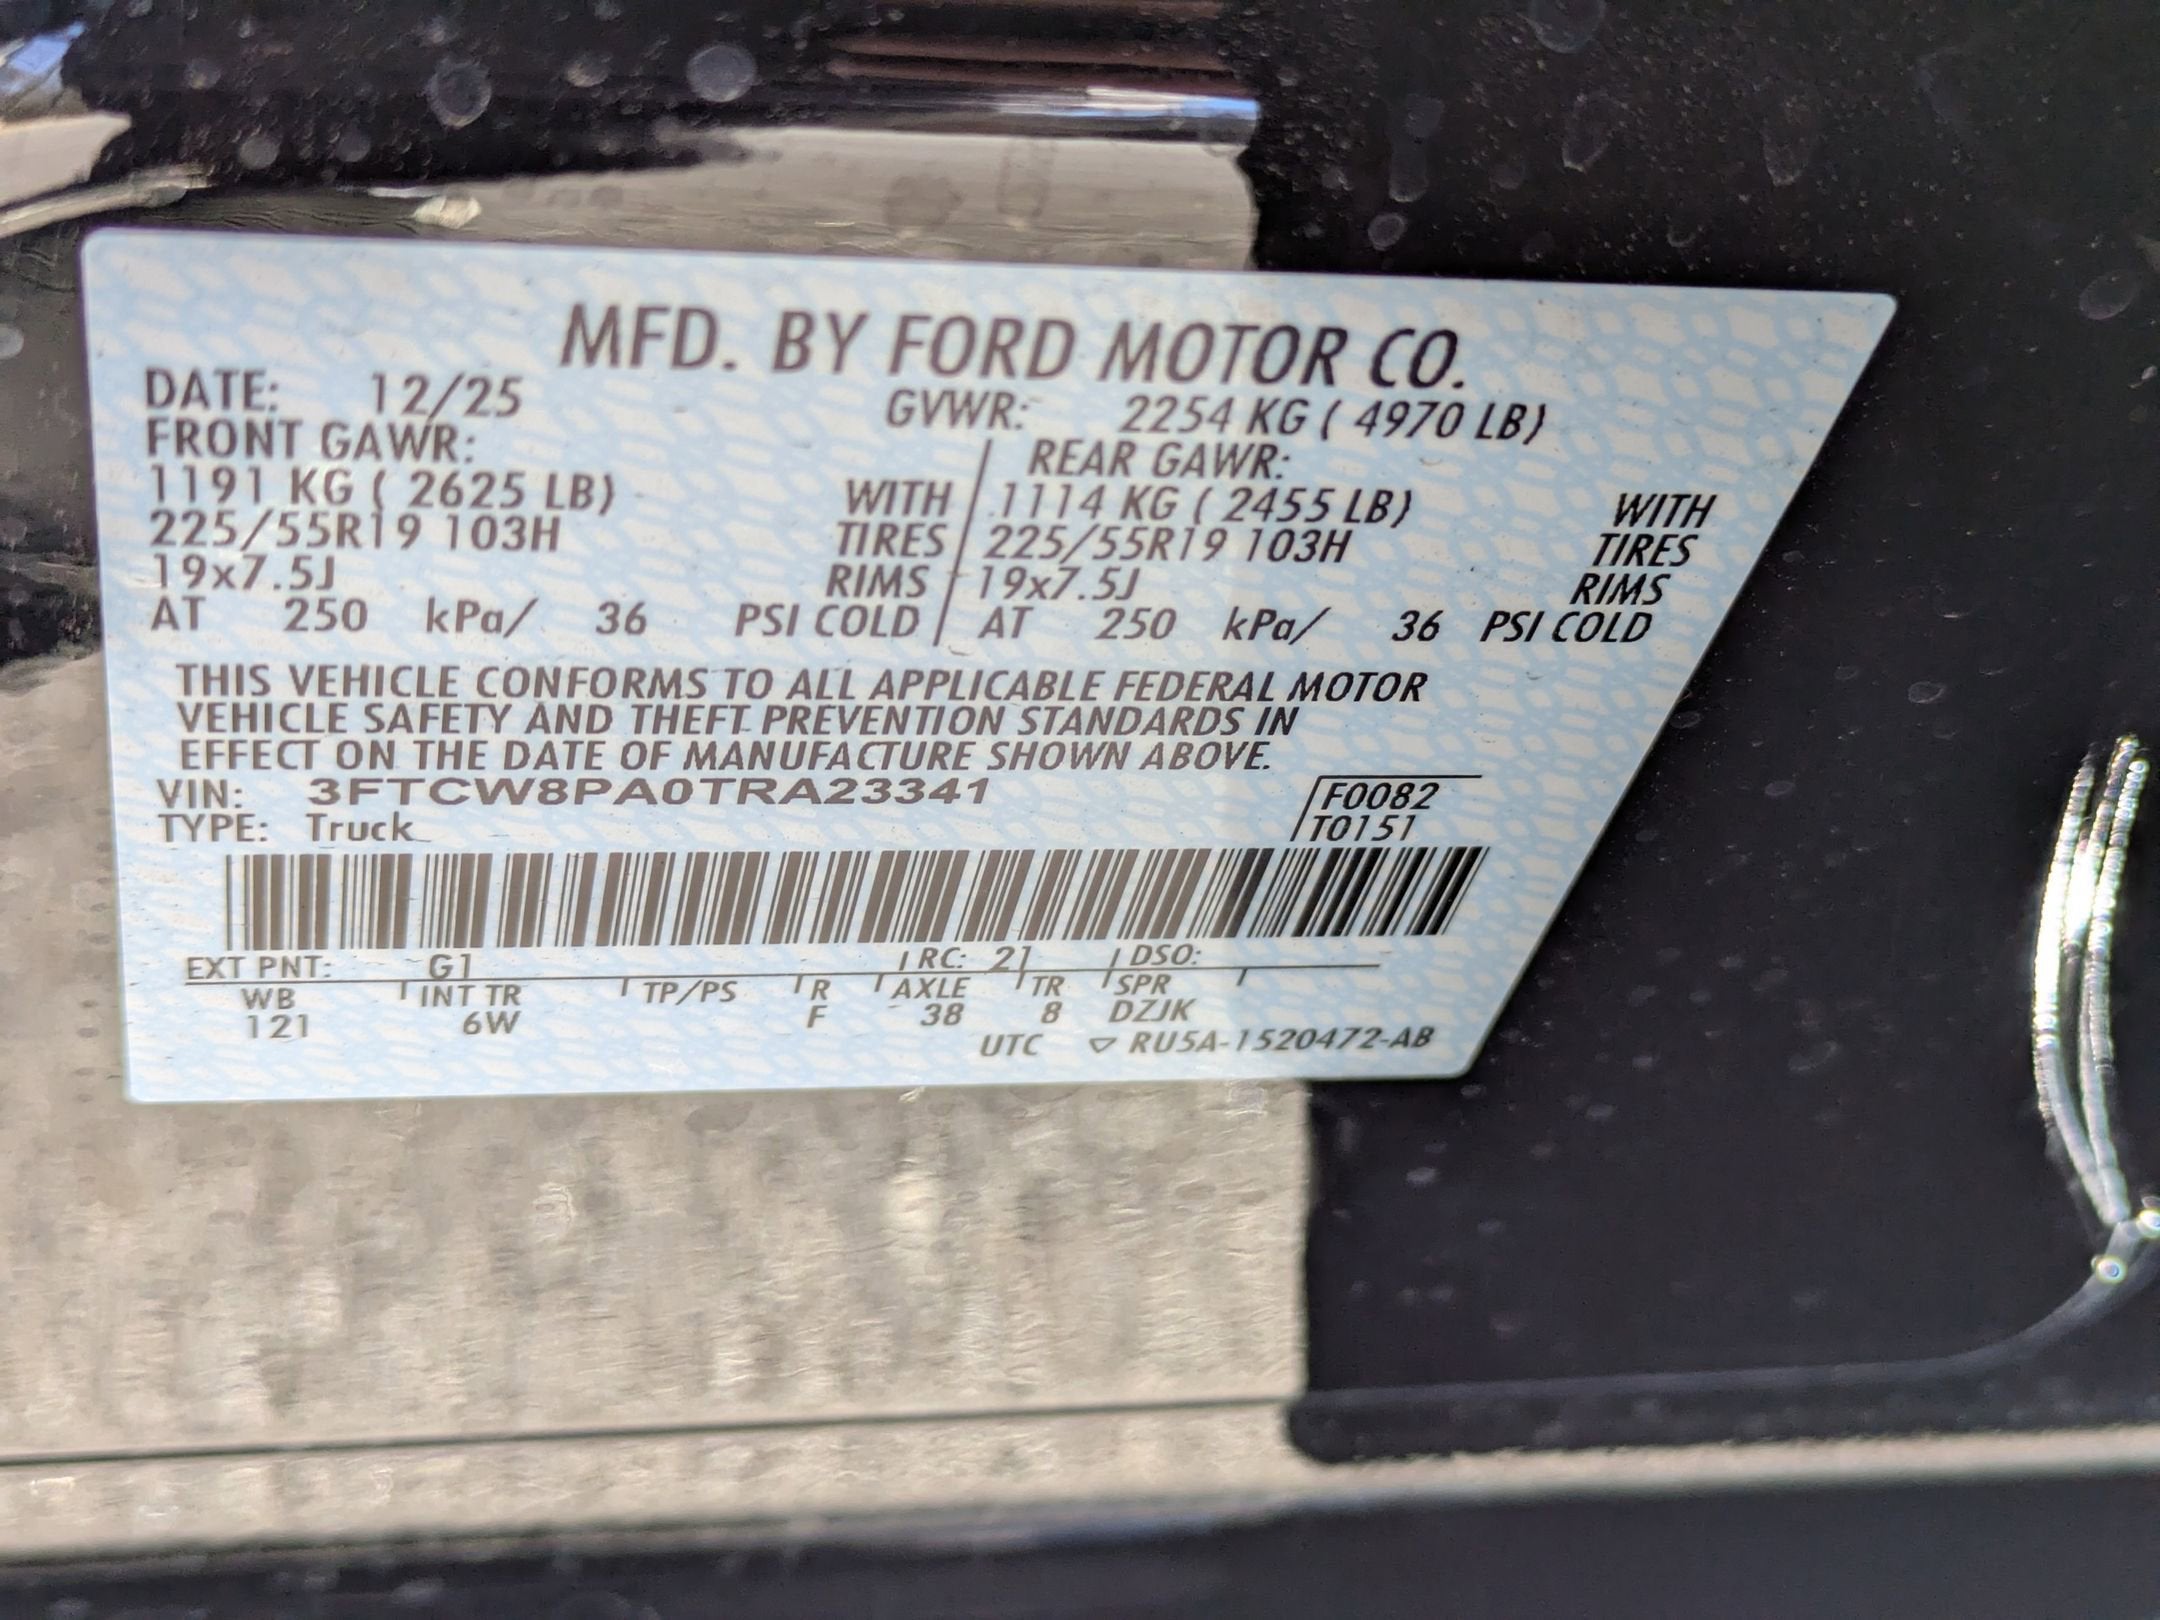 MFD. BY FORD MOTOR CO.
DATE: 12/25 GVWR: 2254 KG ( 4970 LB)
FRONT GAWR: REAR GAWR:
1191 KG ( 2625 LB) WITH 1114 KG ( 2455 LB) WITH
225/55R19 103H TIRES 225/55R19 103H TIRES
19x7.5J RIMS 19x7.5J RIMS
AT 250 kPa/ 36 PSI COLD AT 250 kPa/ 36 PSI COLD
THIS VEHICLE CONFORMS TO ALL APPLICABLE FEDERAL MOTOR
VEHICLE SAFETY AND THEFT PREVENTION STANDARDS IN
EFFECT ON THE DATE OF MANUFACTURE SHOWN ABOVE.
VIN: 3FTCW8PA0TRA23341 F0082
TYPE: Truck T0151
EXT PNT: G1 RC: 21 DSO:
WB INT TR TP/PS R AXLE TR SPR
121 6W F 38 8 DZJK
UTC ▽ RU5A-1520472-AB